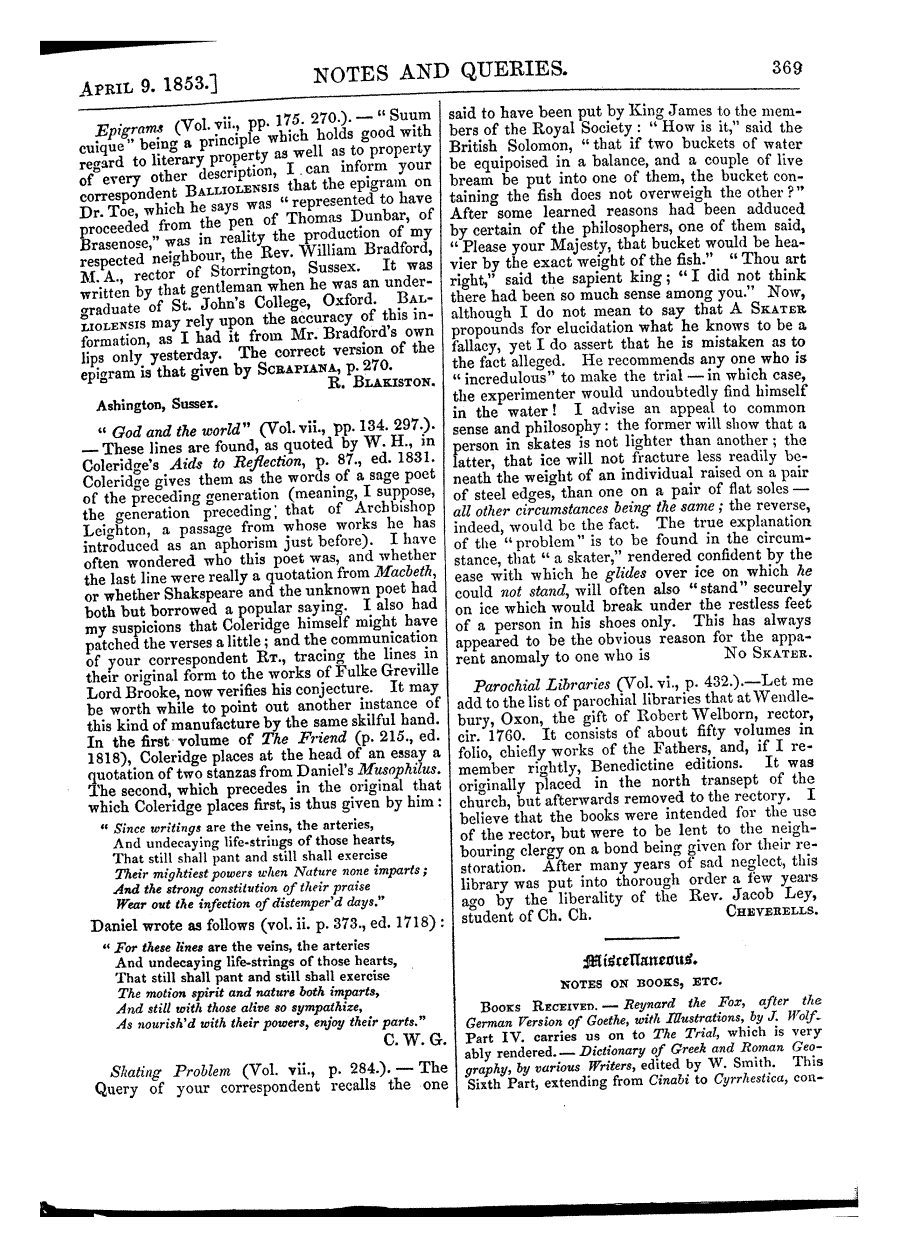 APRIL 9. 1853.] NOTES AND QUERIES. 369
Epigrams (Vol. vii., pp. 175. 270.). — "Suum
cuique" being a principle which holds good with
regard to literary property as well as to property
of every other description, I can inform your
correspondent BALLIOLENSIS that the epigram on
Dr. Toe, which he says was "represented to have
proceeded from the pen of Thomas Dunbar, of
Brasenose," was in reality the production of my
respected neighbour, the Rev. William Bradford,
M.A., rector of Storrington, Sussex. It was
written by that gentleman when he was an under-
graduate of St. John's College, Oxford. BAL-
LIOLENSIS may rely upon the accuracy of this in-
formation, as I had it from Mr. Bradford's own
lips only yesterday. The correct version of the
epigram is that given by SCRAPIANA, p. 270.
R. BLAKISTON.
Ashington, Sussex.
"God and the world" (Vol. vii., pp. 134. 297.).
— These lines are found, as quoted by W. H., in
Coleridge's Aids to Reflection, p. 87., ed. 1831.
Coleridge gives them as the words of a sage poet
of the preceding generation (meaning, I suppose,
the generation preceding; that of Archbishop
Leighton, a passage from whose works he has
introduced as an aphorism just before). I have
often wondered who this poet was, and whether
the last line were really a quotation from Macbeth,
or whether Shakspeare and the unknown poet had
both but borrowed a popular saying. I also had
my suspicions that Coleridge himself might have
patched the verses a little; and the communication
of your correspondent RT., tracing the lines in
their original form to the works of Fulke Greville
Lord Brooke, now verifies his conjecture. It may
be worth while to point out another instance of
this kind of manufacture by the same skilful hand.
In the first volume of The Friend (p. 215., ed.
1818), Coleridge places at the head of an essay a
quotation of two stanzas from Daniel's Musophilus.
The second, which precedes in the original that
which Coleridge places first, is thus given by him:
"Since writings are the veins, the arteries,
And undecaying life-strings of those hearts,
That still shall pant and still shall exercise
Their mightiest powers when Nature none imparts;
And the strong constitution of their praise
Wear out the infection of distemper'd days."
Daniel wrote as follows (vol. ii. p. 373., ed. 1718):
"For these lines are the veins, the arteries
And undecaying life-strings of those hearts,
That still shall pant and still shall exercise
The motion spirit and nature both imparts,
And still with those alive so sympathize,
As nourish'd with their powers, enjoy their parts."
C. W. G.
Skating Problem (Vol. vii., p. 284.). — The
Query of your correspondent recalls the one
said to have been put by King James to the mem-
bers of the Royal Society: "How is it," said the
British Solomon, "that if two buckets of water
be equipoised in a balance, and a couple of live
bream be put into one of them, the bucket con-
taining the fish does not overweigh the other?"
After some learned reasons had been adduced
by certain of the philosophers, one of them said,
"Please your Majesty, that bucket would be hea-
vier by the exact weight of the fish." "Thou art
right," said the sapient king; "I did not think
there had been so much sense among you." Now,
although I do not mean to say that A SKATER
propounds for elucidation what he knows to be a
fallacy, yet I do assert that he is mistaken as to
the fact alleged. He recommends any one who is
"incredulous" to make the trial — in which case,
the experimenter would undoubtedly find himself
in the water! I advise an appeal to common
sense and philosophy: the former will show that a
person in skates is not lighter than another; the
latter, that ice will not fracture less readily be-
neath the weight of an individual raised on a pair
of steel edges, than one on a pair of flat soles —
all other circumstances being the same; the reverse,
indeed, would be the fact. The true explanation
of the "problem" is to be found in the circum-
stance, that "a skater," rendered confident by the
ease with which he glides over ice on which he
could not stand, will often also "stand" securely
on ice which would break under the restless feet
of a person in his shoes only. This has always
appeared to be the obvious reason for the appa-
rent anomaly to one who is NO SKATER.
Parochial Libraries (Vol. vi., p. 432.).—Let me
add to the list of parochial libraries that at Wendle-
bury, Oxon, the gift of Robert Welborn, rector,
cir. 1760. It consists of about fifty volumes in
folio, chiefly works of the Fathers, and, if I re-
member rightly, Benedictine editions. It was
originally placed in the north transept of the
church, but afterwards removed to the rectory. I
believe that the books were intended for the use
of the rector, but were to be lent to the neigh-
bouring clergy on a bond being given for their re-
storation. After many years of sad neglect, this
library was put into thorough order a few years
ago by the liberality of the Rev. Jacob Ley,
student of Ch. Ch. CHEVERELLS.
Miscellaneous.
NOTES ON BOOKS, ETC.
BOOKS RECEIVED. — Reynard the Fox, after the
German Version of Goethe, with Illustrations, by J. Wolf.
Part IV. carries us on to The Trial, which is very
ably rendered. — Dictionary of Greek and Roman Geo-
graphy, by various Writers, edited by W. Smith. This
Sixth Part, extending from Cinabi to Cyrrhestica, con-